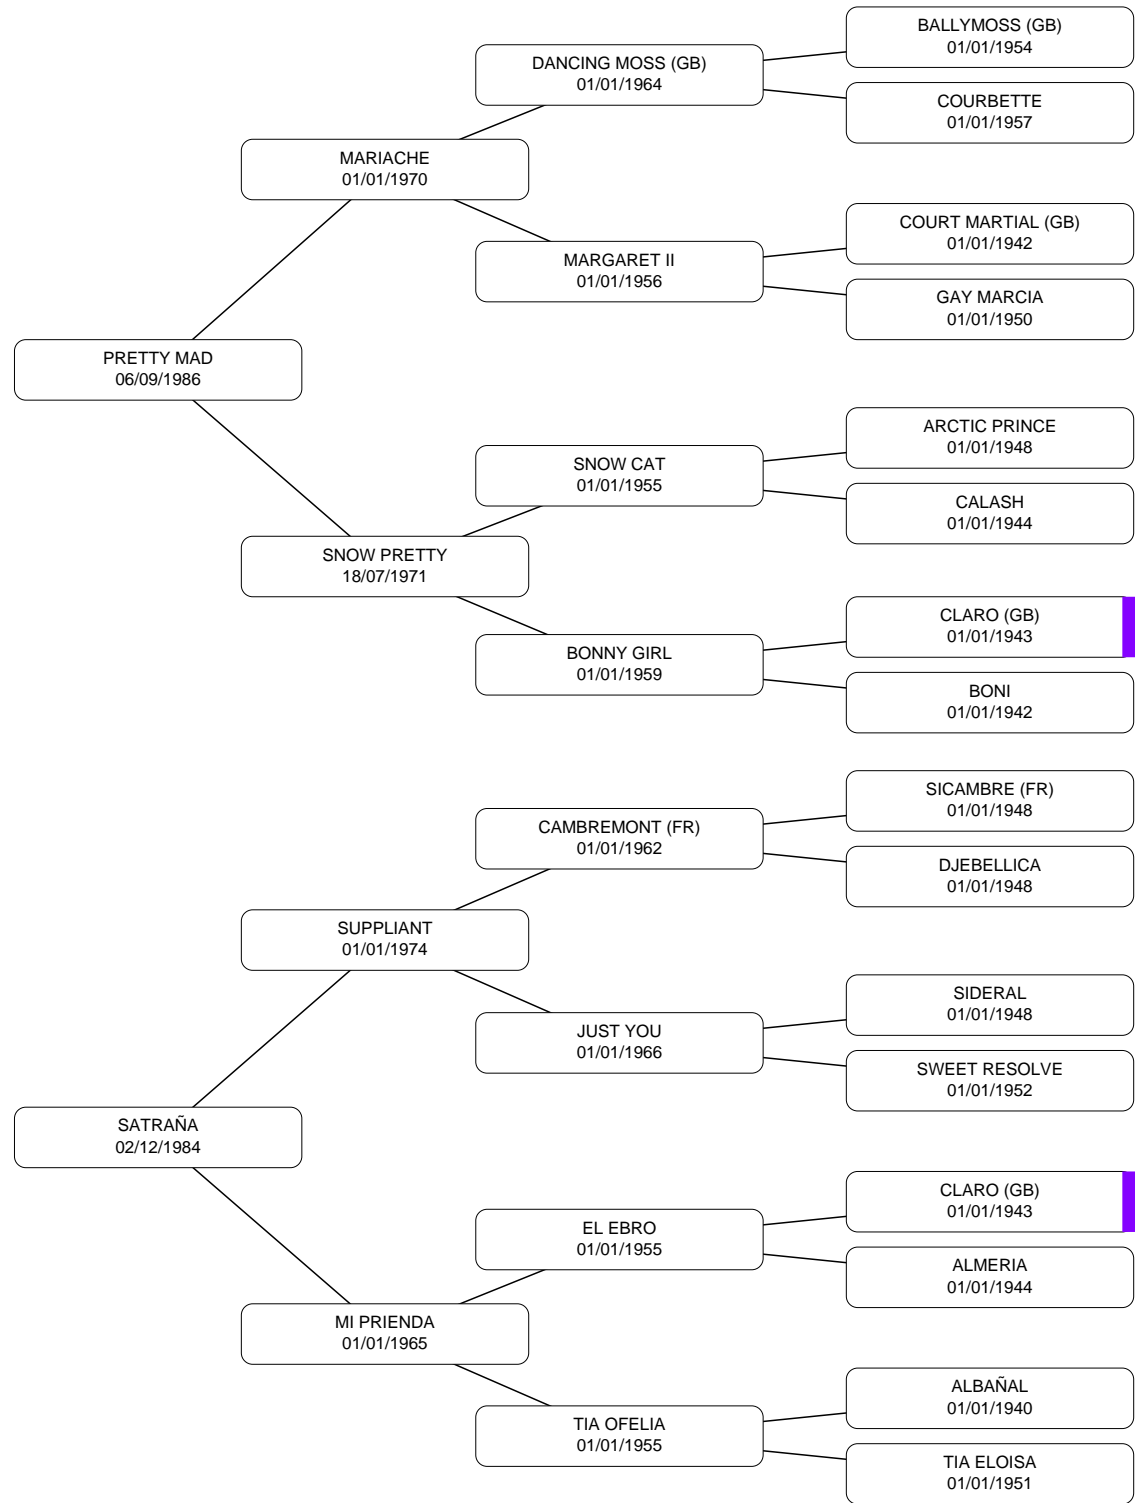 BALLYMOSS (GB)
01/01/1954
DANCING MOSS (GB)
01/01/1964
COURBETTE
01/01/1957
MARIACHE
01/01/1970
COURT MARTIAL (GB)
01/01/1942
MARGARET II
01/01/1956
GAY MARCIA
01/01/1950
PRETTY MAD
06/09/1986
ARCTIC PRINCE
01/01/1948
SNOW CAT
01/01/1955
CALASH
01/01/1944
SNOW PRETTY
18/07/1971
CLARO (GB)
01/01/1943
BONNY GIRL
01/01/1959
BONI
01/01/1942
SICAMBRE (FR)
01/01/1948
CAMBREMONT (FR)
01/01/1962
DJEBELLICA
01/01/1948
SUPPLIANT
01/01/1974
SIDERAL
01/01/1948
JUST YOU
01/01/1966
SWEET RESOLVE
01/01/1952
SATRAÑA
02/12/1984
CLARO (GB)
01/01/1943
EL EBRO
01/01/1955
ALMERIA
01/01/1944
MI PRIENDA
01/01/1965
ALBAÑAL
01/01/1940
TIA OFELIA
01/01/1955
TIA ELOISA
01/01/1951